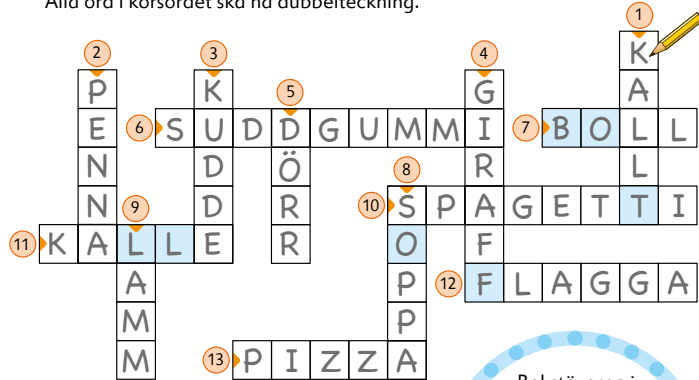 Alla ord i korsordet ska ha dubbelteckning.
1
2 3 4
K
P K 5 G A
6 S U D D G U M M I 7 B O L L
E
N D Ö 8 R L
N D R 10 S P A G E T T I
9
11 K A L L E R O F
A P 12 F L A G G A
M P
M 13 P I Z Z A
Bokstäverna i